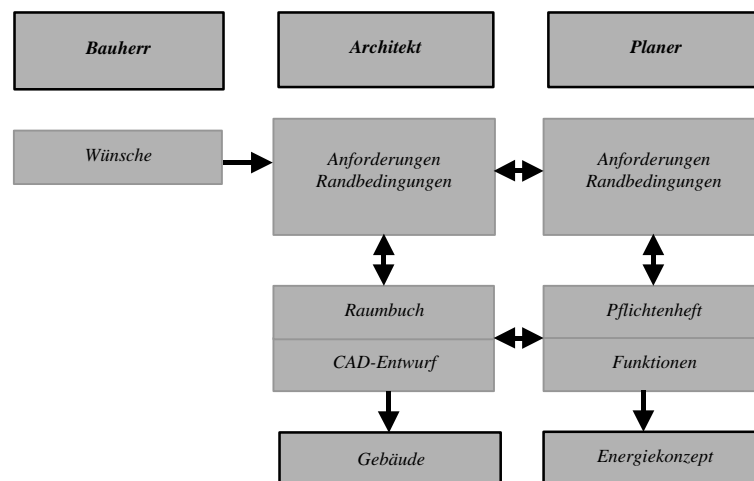 Bauherr
Architekt
Planer
Wünsche
Anforderungen
Randbedingungen
Anforderungen
Randbedingungen
Raumbuch
Pflichtenheft
CAD-Entwurf
Funktionen
Gebäude
Energiekonzept